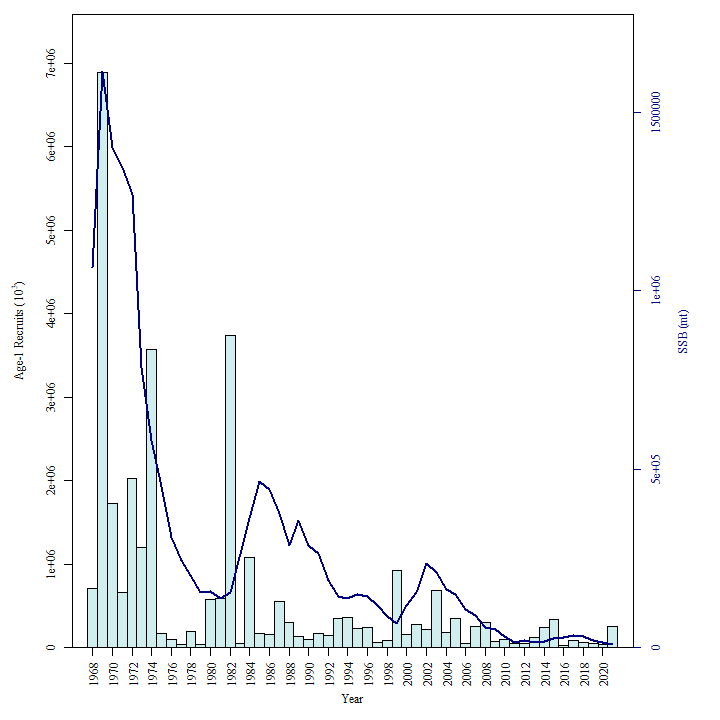 7e+06
6e+06
5e+06
4e+06
3e+06
2e+06
1e+06
0
Age-1 Recruits (10³)
1500000
1e+06
5e+05
0
SSB (mt)
1968 1970 1972 1974 1976 1978 1980 1982 1984 1986 1988 1990 1992 1994 1996 1998 2000 2002 2004 2006 2008 2010 2012 2014 2016 2018 2020
Year